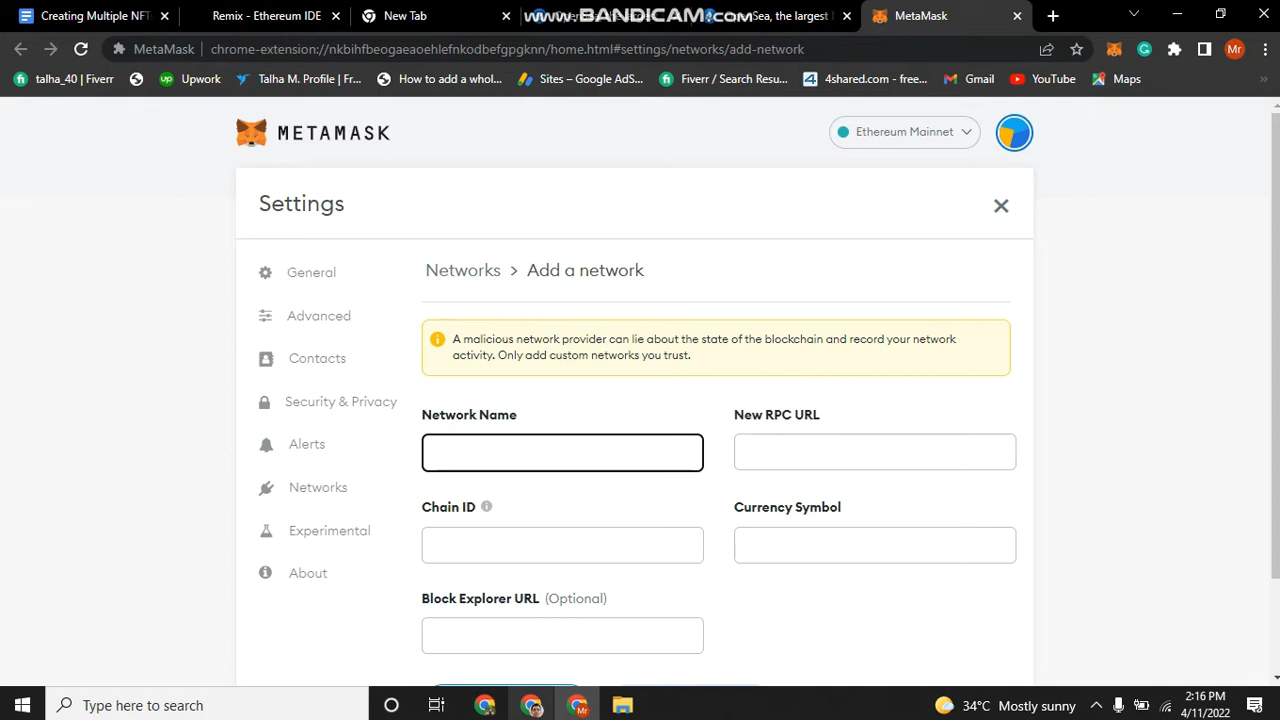 Creating Multiple NFT
Remix - Ethereum IDE
New Tab
www.BANDICAM.com
Sea, the largest
MetaMask
MetaMask
chrome-extension://nkbihfbeogaeaoehlefnkodbefgpgknn/home.html#settings/networks/add-network
Mr
talha_40 | Fiverr
up Upwork
Talha M. Profile | Fr...
How to add a whol...
Sites – Google AdS...
Fiverr / Search Resu...
4shared.com - free...
Gmail
YouTube
Maps
»
METAMASK
Ethereum Mainnet
Settings
General
Advanced
Contacts
Security & Privacy
Alerts
Networks
Experimental
About
Networks > Add a network
A malicious network provider can lie about the state of the blockchain and record your network
activity. Only add custom networks you trust.
Network Name
New RPC URL
Chain ID
Currency Symbol
Block Explorer URL (Optional)
Type here to search
34°C Mostly sunny
2:16 PM
4/11/2022